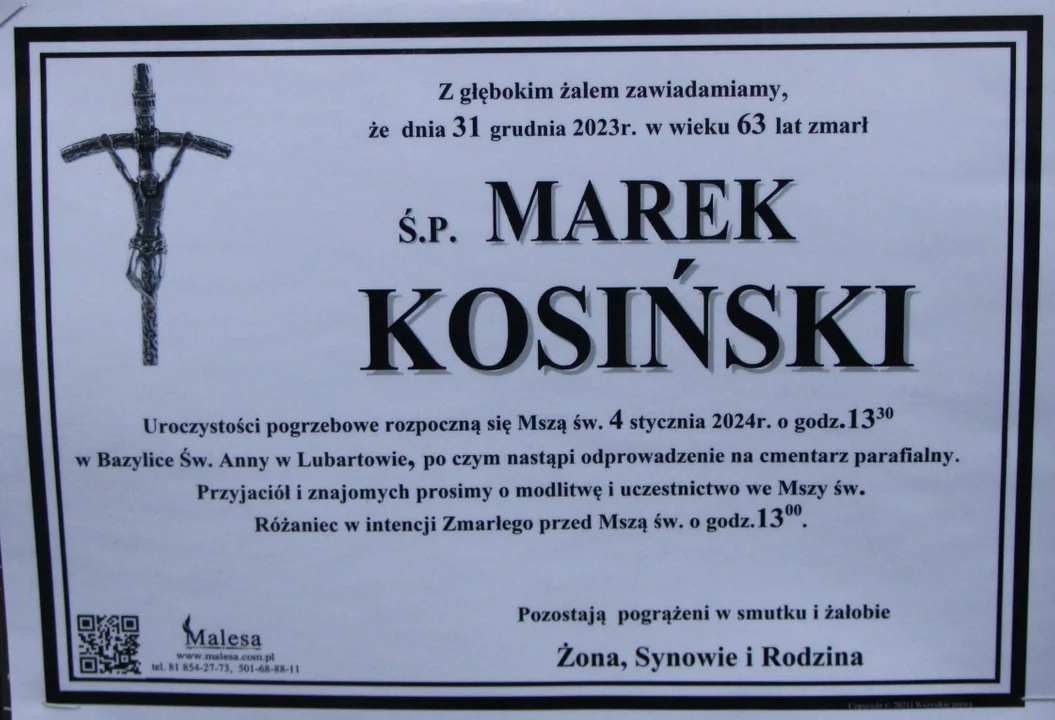 Z głębokim żalem zawiadamiamy,
że dnia 31 grudnia 2023r. w wieku 63 lat zmarł
Ś.P. MAREK
KOSIŃSKI
Uroczystości pogrzebowe rozpoczną się Mszą św. 4 stycznia 2024r. o godz.13³⁰
w Bazylice Św. Anny w Lubartowie, po czym nastąpi odprowadzenie na cmentarz parafialny.
Przyjaciół i znajomych prosimy o modlitwę i uczestnictwo we Mszy św.
Różaniec w intencji Zmarłego przed Mszą św. o godz.13⁰⁰.
Pozostają pogrążeni w smutku i żałobie
Żona, Synowie i Rodzina
Malesa
www.malesa.com.pl
tel. 81 854-27-73, 501-68-88-11